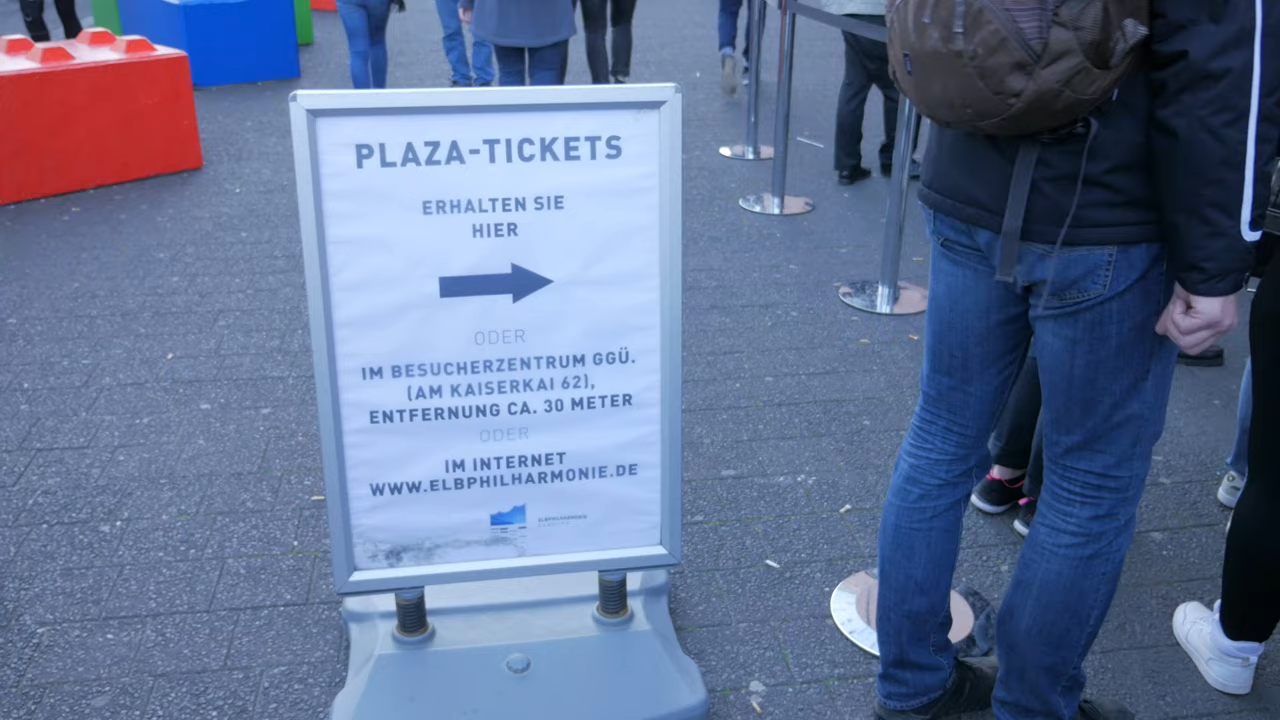 PLAZA-TICKETS
ERHALTEN SIE
HIER
ODER
IM BESUCHERZENTRUM GGÜ.
(AM KAISERKAI 62),
ENTFERNUNG CA. 30 METER
ODER
IM INTERNET
WWW.ELBPHILHARMONIE.DE
ELBPHILHARMONIE